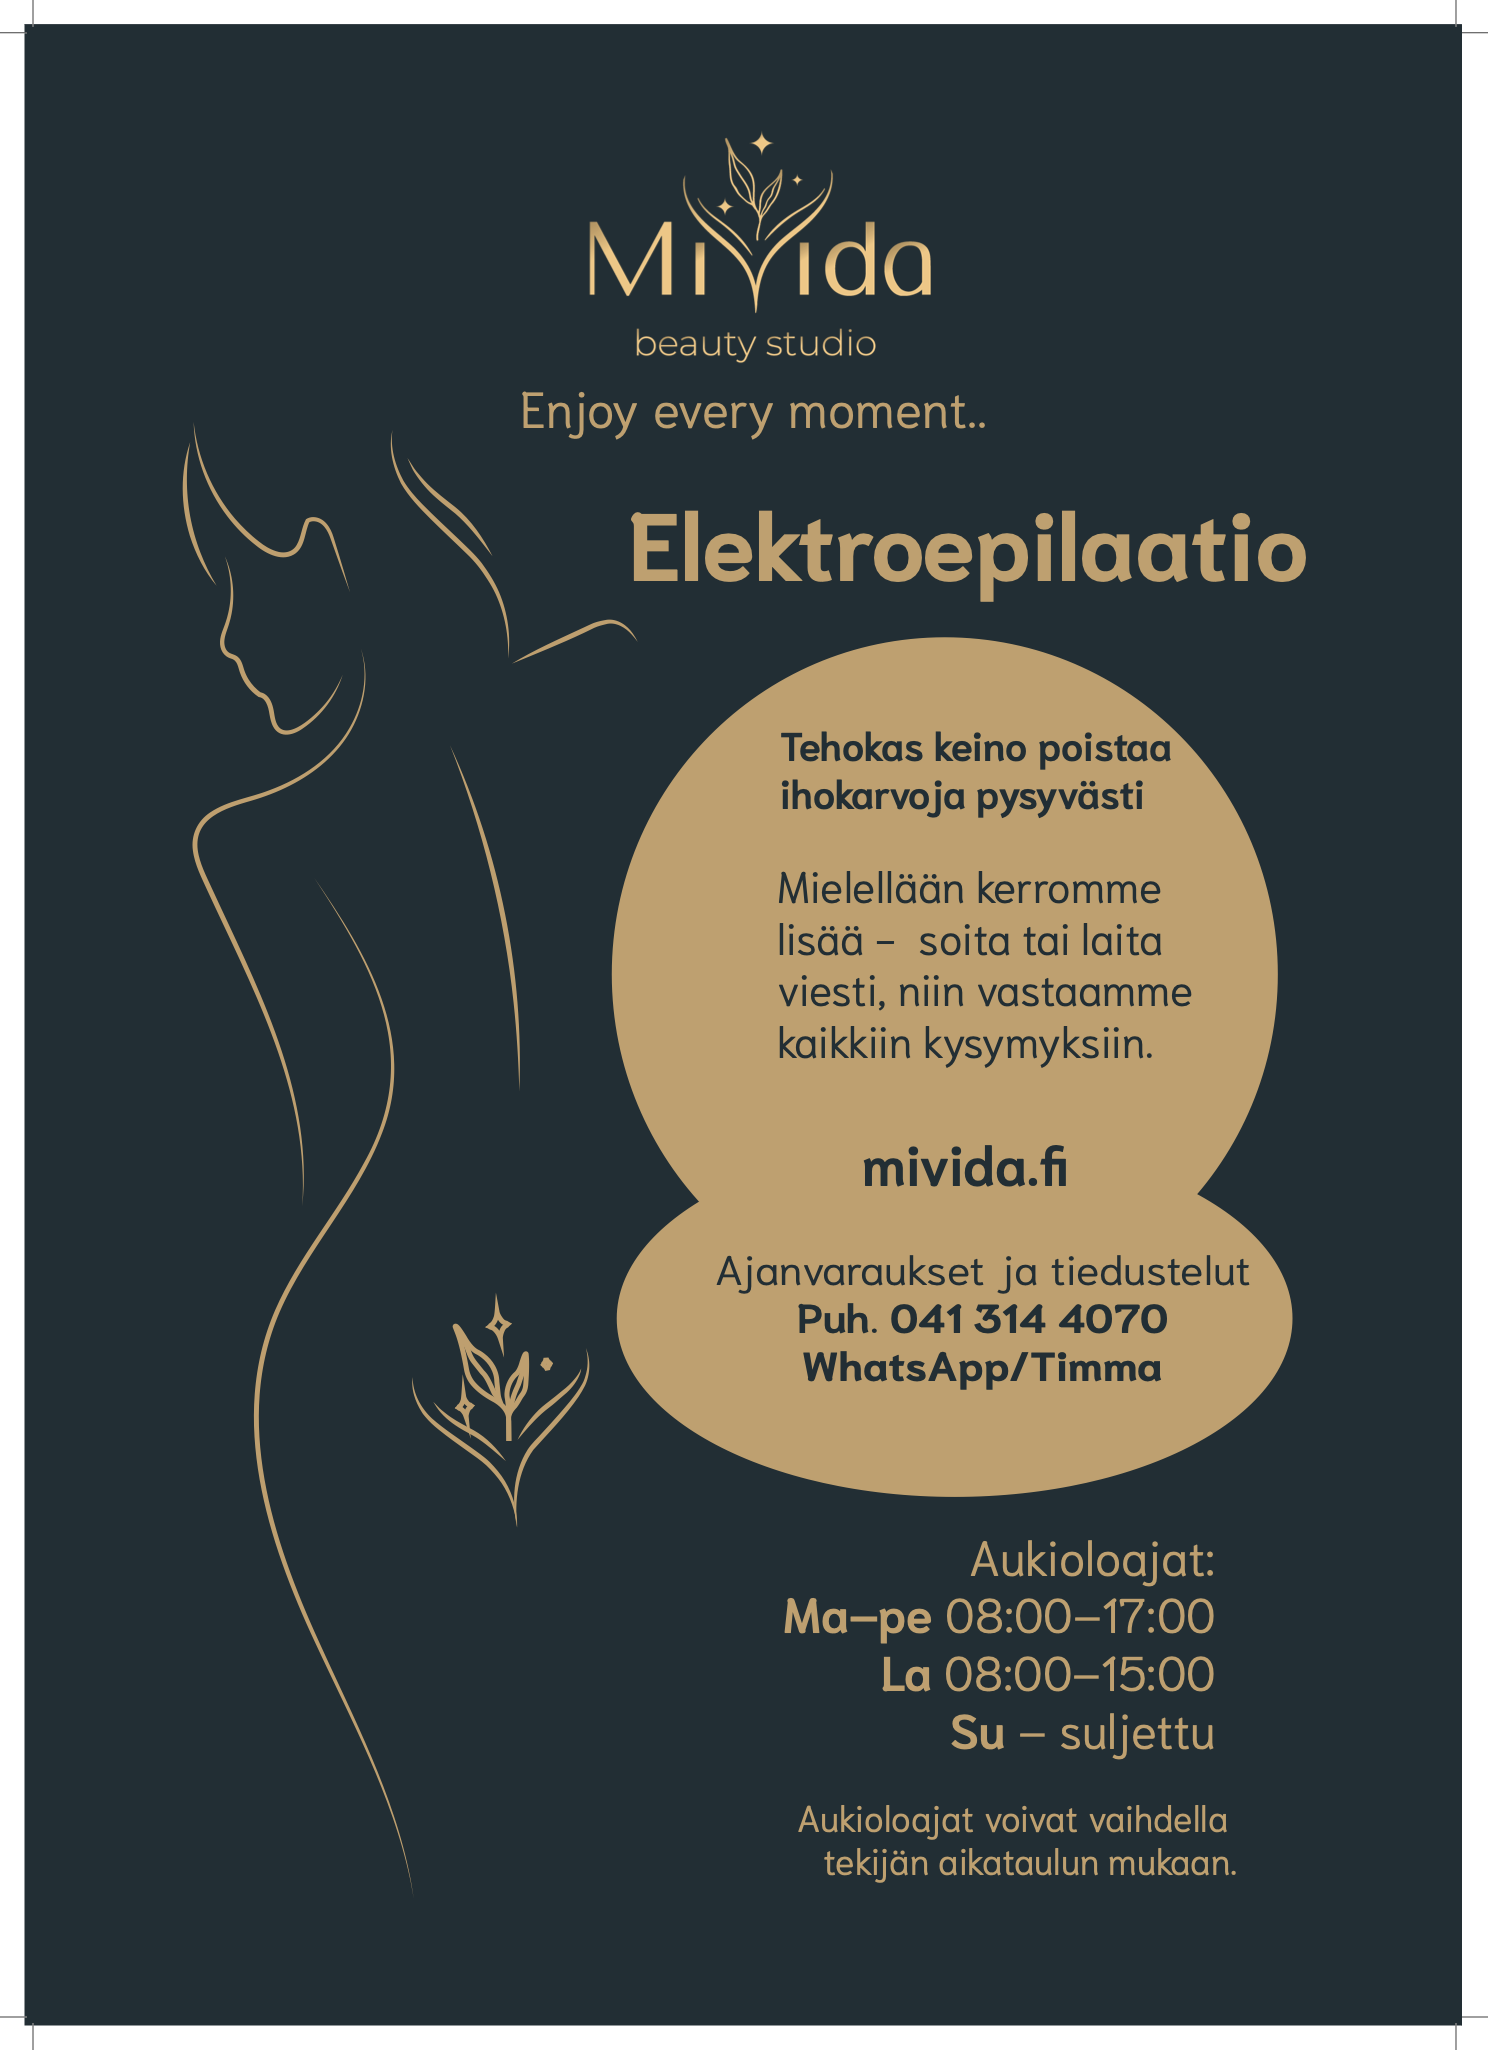 MiVida
beauty studio
Enjoy every moment..
Elektroepilaatio
Tehokas keino poistaa
ihokarvoja pysyvästi
Mielellään kerromme
lisää – soita tai laita
viesti, niin vastaamme
kaikkiin kysymyksiin.
mivida.fi
Ajanvaraukset ja tiedustelut
Puh. 041 314 4070
WhatsApp/Timma
Aukioloajat:
Ma–pe 08:00–17:00
La 08:00–15:00
Su – suljettu
Aukioloajat voivat vaihdella
tekijän aikataulun mukaan.